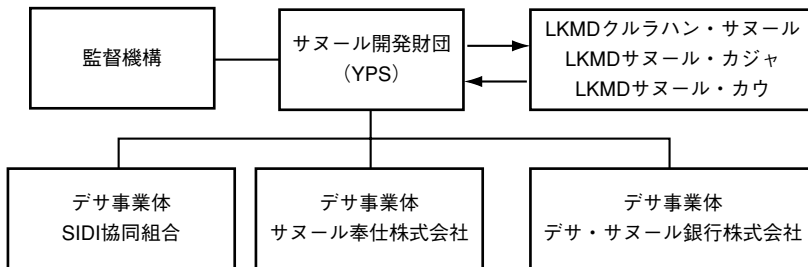 監督機構
サヌール開発財団
（YPS）
LKMDクルラハン・サヌール
LKMDサヌール・カジャ
LKMDサヌール・カウ
デサ事業体
SIDI協同組合
デサ事業体
サヌール奉仕株式会社
デサ事業体
デサ・サヌール銀行株式会社